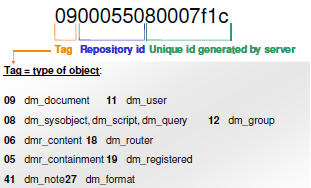 0900055080007f1c
Tag Repository id Unique id generated by server
Tag = type of object:
09 dm_document 11 dm_user
08 dm_sysobject, dm_script, dm_query 12 dm_group
06 dmr_content 18 dm_router
05 dmr_containment 19 dm_registered
41 dm_note27 dm_format